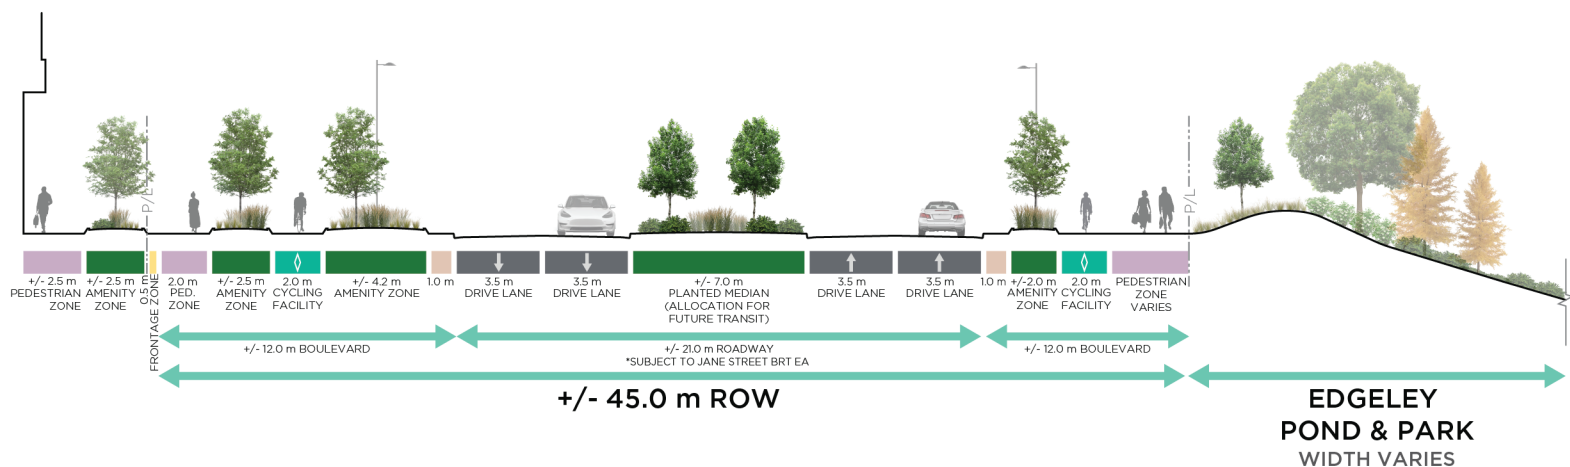 P/L
P/L
+/- 2.5 m
PEDESTRIAN
ZONE
+/- 2.5 m
AMENITY
ZONE
0.5 m
FRONTAGE ZONE
2.0 m
PED.
ZONE
+/- 2.5 m
AMENITY
ZONE
2.0 m
CYCLING
FACILITY
+/- 4.2 m
AMENITY ZONE
1.0 m
3.5 m
DRIVE LANE
3.5 m
DRIVE LANE
+/- 7.0 m
PLANTED MEDIAN
(ALLOCATION FOR
FUTURE TRANSIT)
3.5 m
DRIVE LANE
3.5 m
DRIVE LANE
1.0 m
+/-2.0 m
AMENITY
ZONE
2.0 m
CYCLING
FACILITY
PEDESTRIAN
ZONE
VARIES
+/- 12.0 m BOULEVARD
+/- 21.0 m ROADWAY
*SUBJECT TO JANE STREET BRT EA
+/- 12.0 m BOULEVARD
+/- 45.0 m ROW
EDGELEY
POND & PARK
WIDTH VARIES